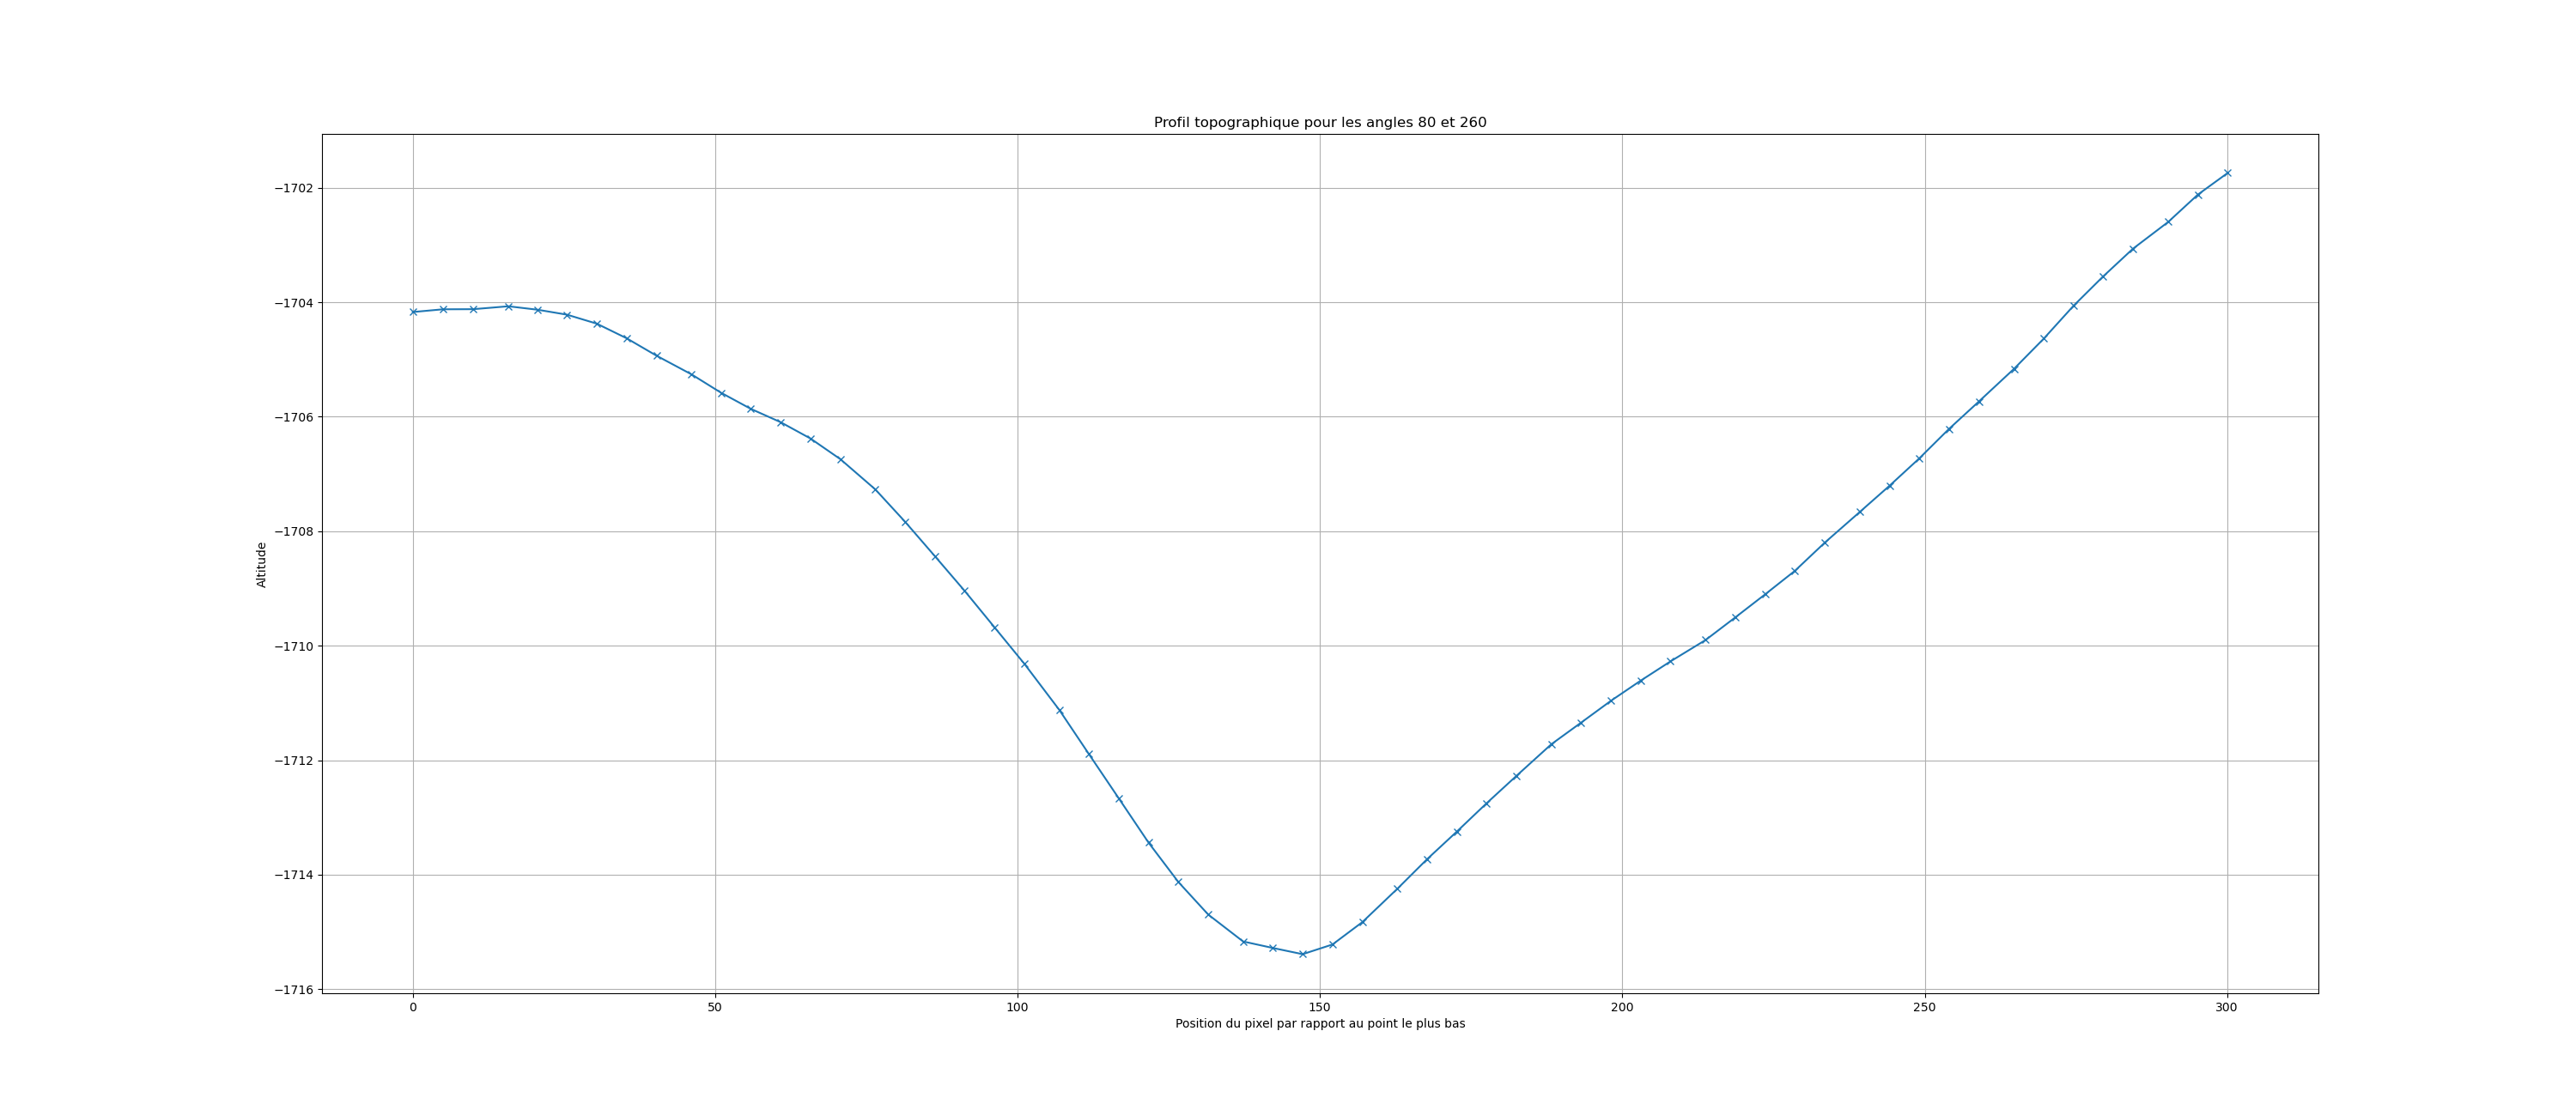 Profil topographique pour les angles 80 et 260
−1702
−1704
−1706
−1708
−1710
−1712
−1714
−1716
Altitude
0 50 100 150 200 250 300
Position du pixel par rapport au point le plus bas